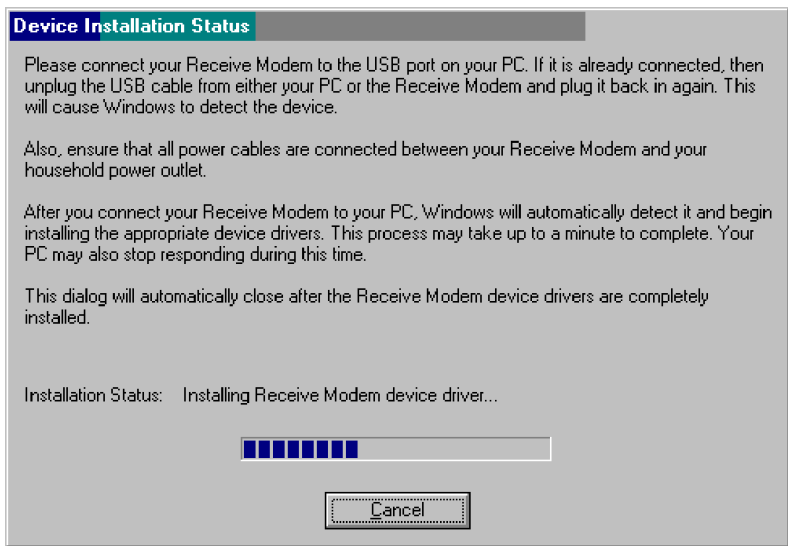 Device Installation Status
Please connect your Receive Modem to the USB port on your PC. If it is already connected, then
unplug the USB cable from either your PC or the Receive Modem and plug it back in again. This
will cause Windows to detect the device.
Also, ensure that all power cables are connected between your Receive Modem and your
household power outlet.
After you connect your Receive Modem to your PC, Windows will automatically detect it and begin
installing the appropriate device drivers. This process may take up to a minute to complete. Your
PC may also stop responding during this time.
This dialog will automatically close after the Receive Modem device drivers are completely
installed.
Installation Status: Installing Receive Modem device driver...
Cancel